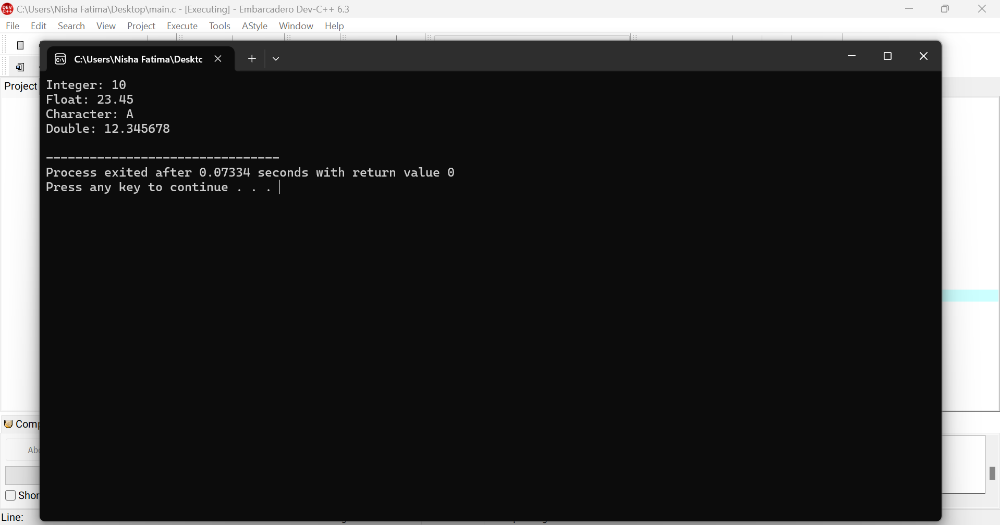 C:\Users\Nisha Fatima\Desktop\main.c - [Executing] - Embarcadero Dev-C++ 6.3
File Edit Search View Project Execute Tools AStyle Window Help
C:\Users\Nisha Fatima\Desktc
Project
Integer: 10
Float: 23.45
Character: A
Double: 12.345678
--------------------------------
Process exited after 0.07334 seconds with return value 0
Press any key to continue . . .
Comp
Abo
Shor
Line: